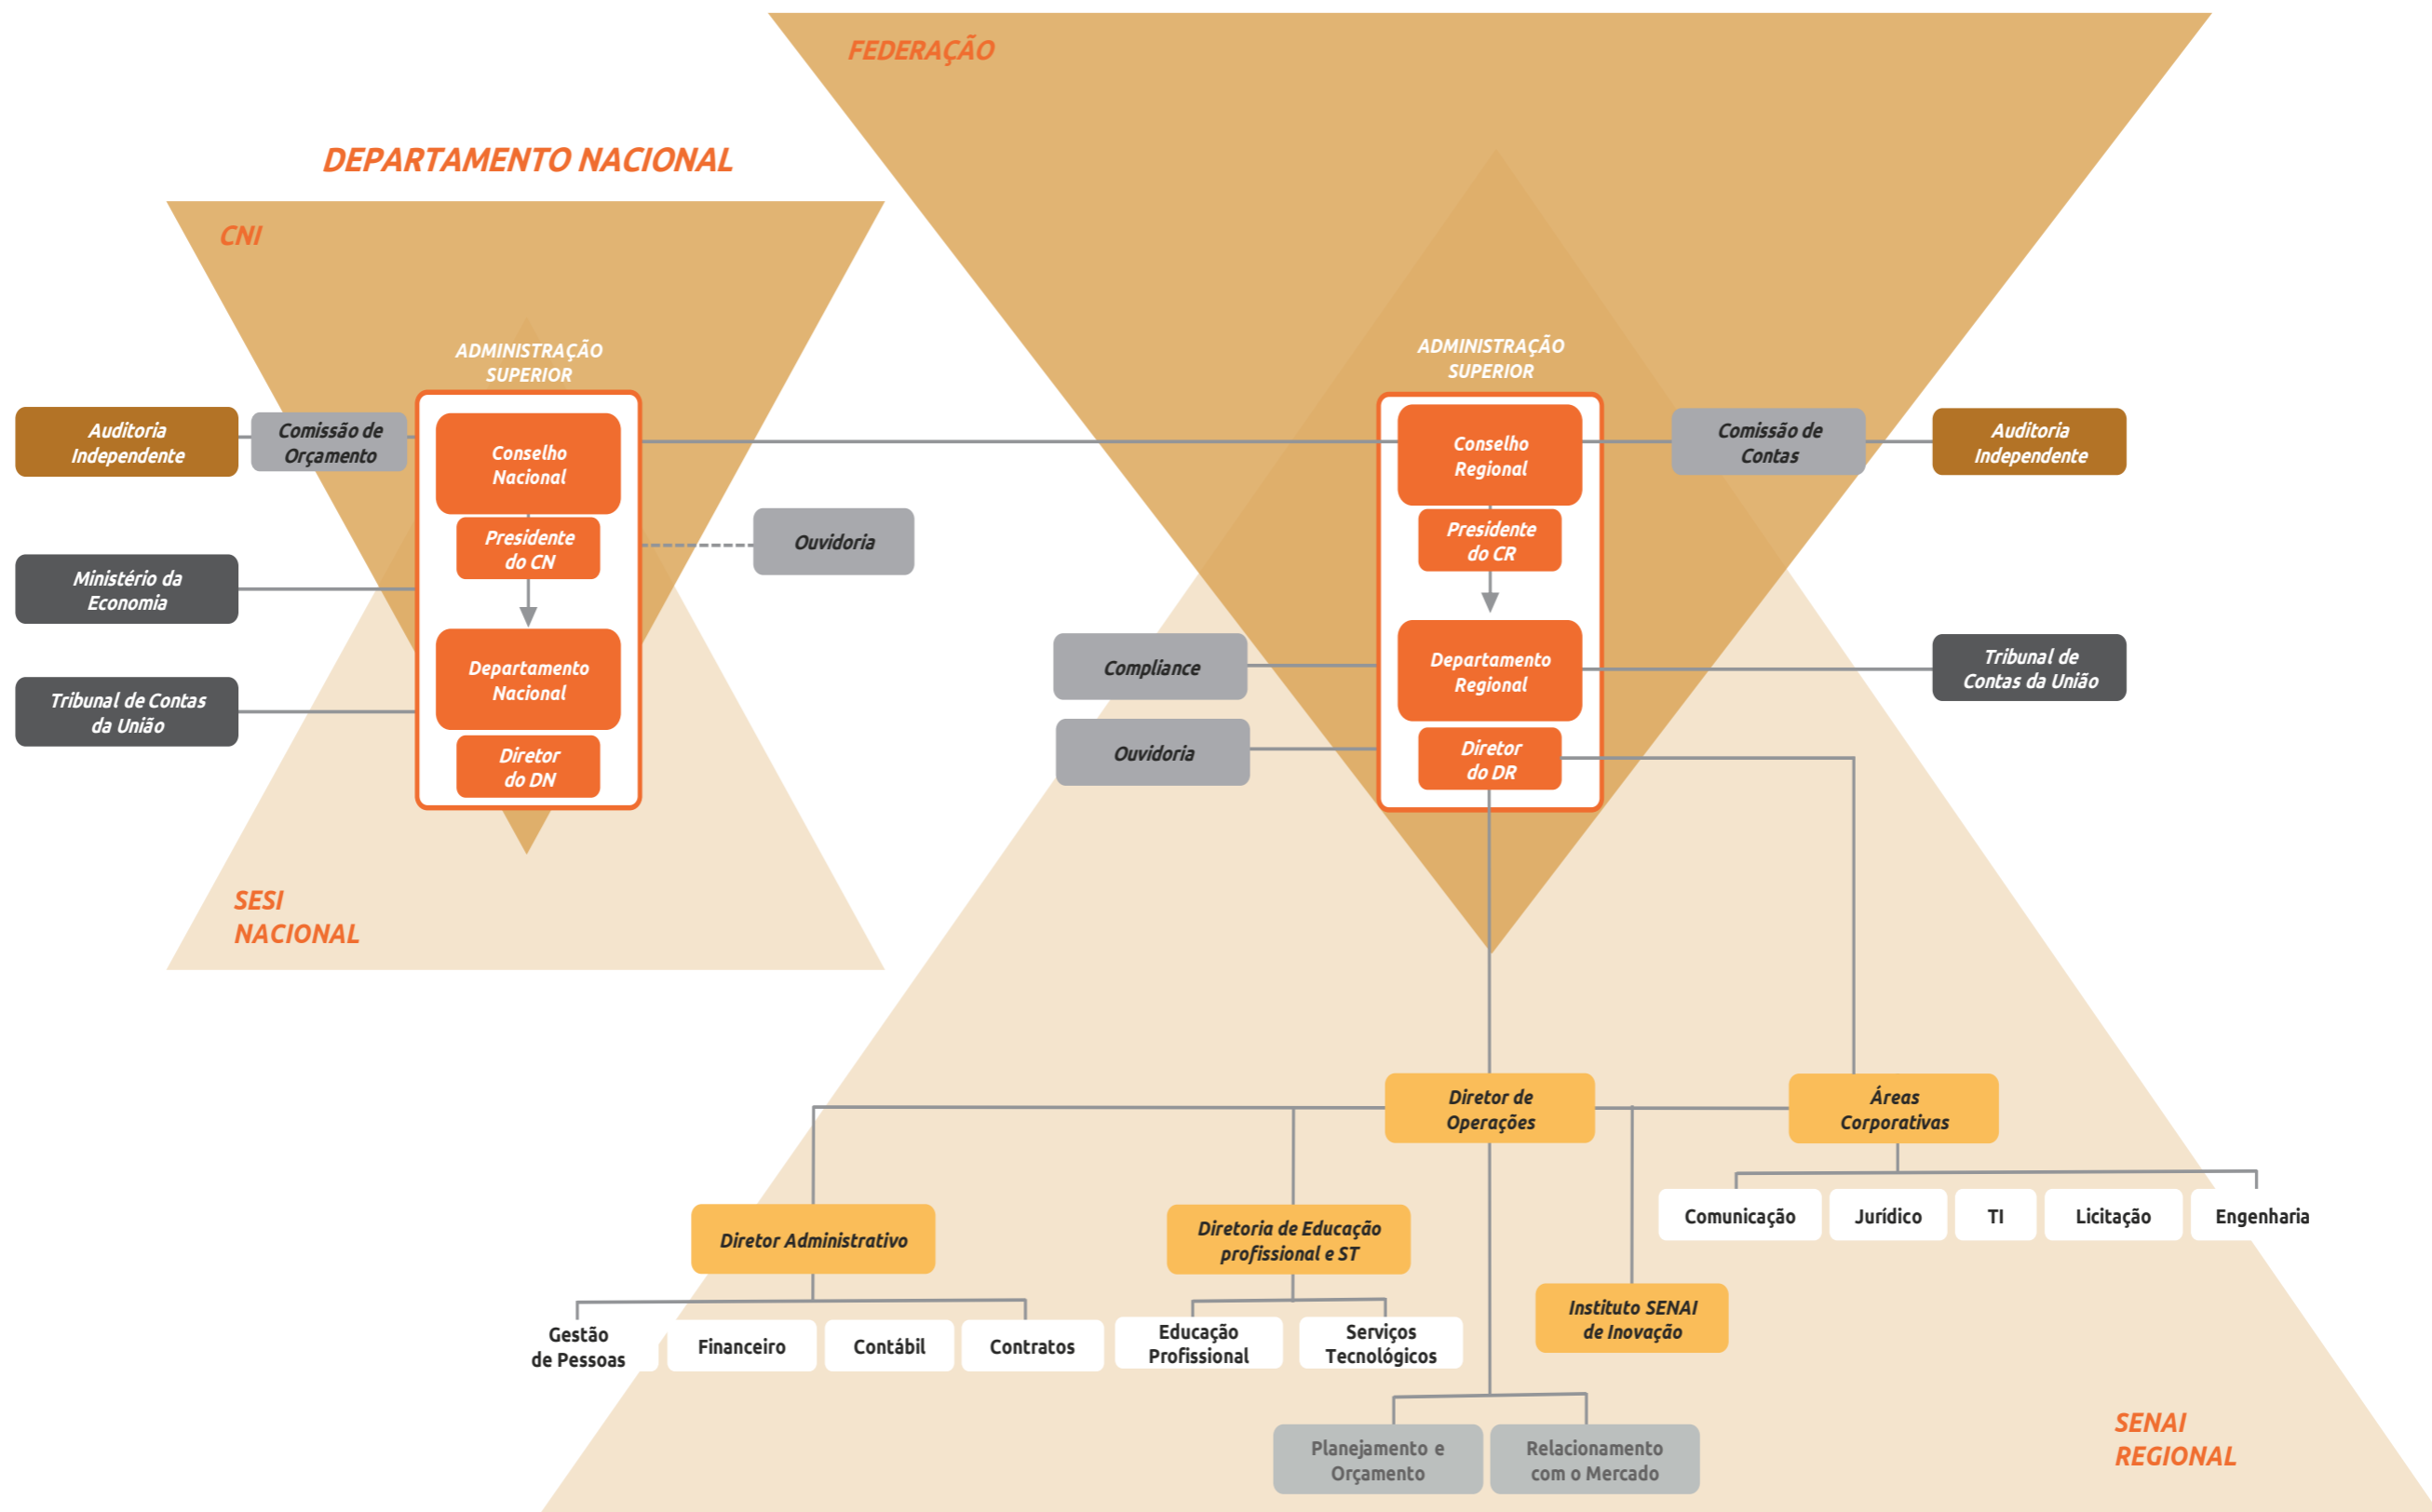 FEDERAÇÃO
DEPARTAMENTO NACIONAL
CNI
ADMINISTRAÇÃO
SUPERIOR
Auditoria
Independente
Comissão de
Orçamento
Conselho
Nacional
Presidente
do CN
Ouvidoria
Ministério da
Economia
Departamento
Nacional
Tribunal de Contas
da União
Diretor
do DN
SESI
NACIONAL
ADMINISTRAÇÃO
SUPERIOR
Conselho
Regional
Comissão de
Contas
Auditoria
Independente
Presidente
do CR
Compliance
Departamento
Regional
Tribunal de
Contas da União
Ouvidoria
Diretor
do DR
Diretor de
Operações
Áreas
Corporativas
Comunicação
Jurídico
TI
Licitação
Engenharia
Diretor Administrativo
Diretoria de Educação
profissional e ST
Instituto SENAI
de Inovação
Gestão
de Pessoas
Financeiro
Contábil
Contratos
Educação
Profissional
Serviços
Tecnológicos
Planejamento e
Orçamento
Relacionamento
com o Mercado
SENAI
REGIONAL